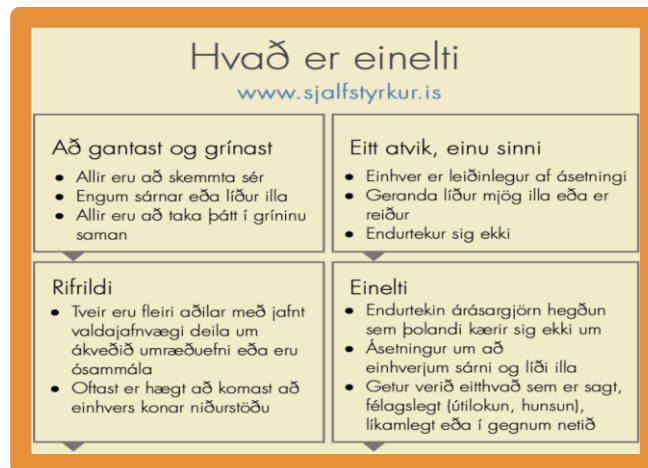 Hvað er einelti
www.sjalfstyrkur.is
Að gantast og grínast
• Allir eru að skemmta sér
• Engum sárnar eða líður illa
• Allir eru að taka þátt í gríninu
saman
Eitt atvik, einu sinni
• Einhver er leiðinlegur af ásetningi
• Geranda líður mjög illa eða er
reiður
• Endurtekur sig ekki
Rifrildi
• Tveir eru fleiri aðilar með jafnt
valdajafnvægi deila um
ákveðið umræðuefni eða eru
ósammála
• Oftast er hægt að komast að
einhvers konar niðurstöðu
Einelti
• Endurtekin árásargjörn hegðun
sem þolandi kærir sig ekki um
• Ásetningur um að
einhverjum sárni og líði illa
• Getur verið eitthvað sem er sagt,
félagslegt (útilokun, hunsun),
líkamlegt eða í gegnum netið